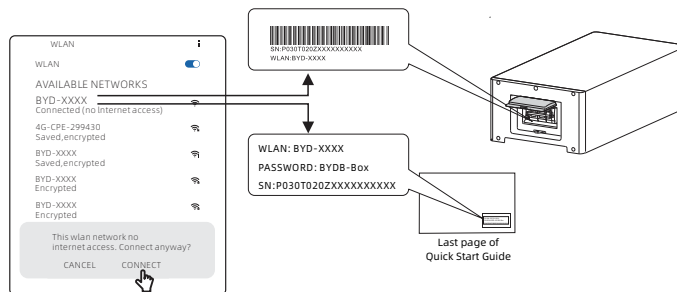 WLAN
WLAN
AVAILABLE NETWORKS
BYD-XXXX
Connected (no Internet access)
4G-CPE-299430
Saved,encrypted
BYD-XXXX
Saved,encrypted
BYD-XXXX
Encrypted
BYD-XXXX
Encrypted
This wlan network no
internet access. Connect anyway?
CANCEL CONNECT
SN:P030T020ZXXXXXXXXXX
WLAN:BYD-XXXX
WLAN: BYD-XXXX
PASSWORD: BYDB-Box
SN:P030T020ZXXXXXXXXXX
Last page of
Quick Start Guide